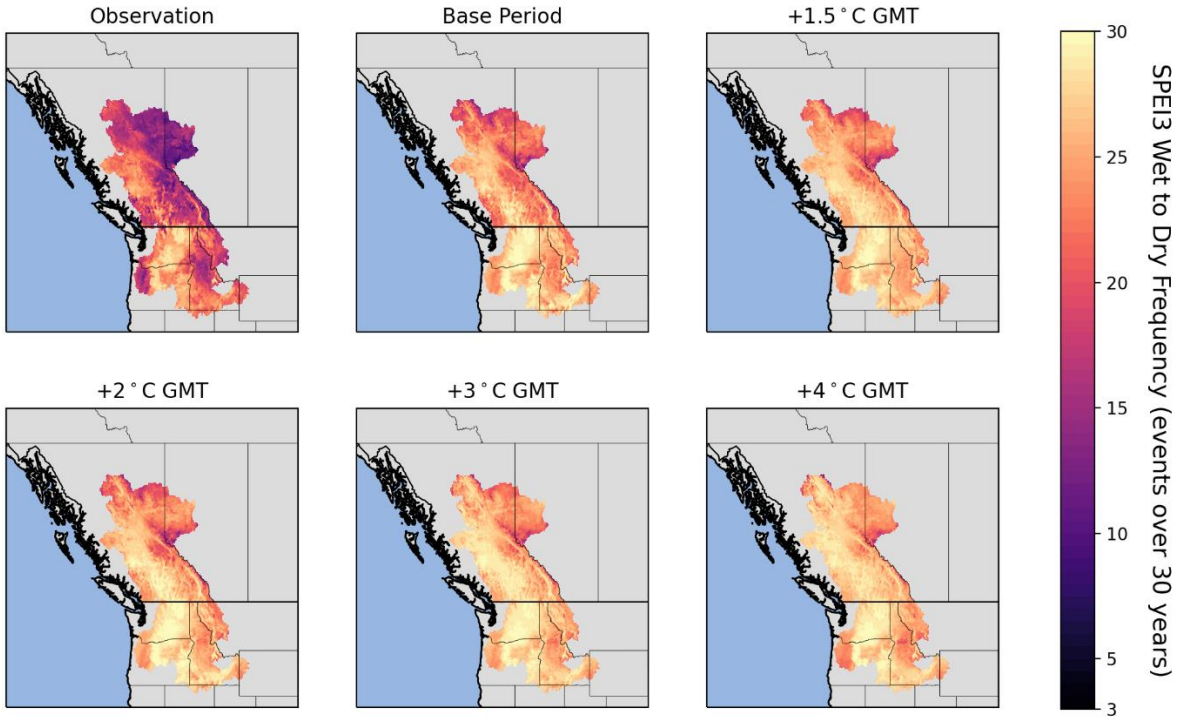 Observation
Base Period
+1.5°C GMT
+2°C GMT
+3°C GMT
+4°C GMT
30
25
20
15
10
5
3
SPEI3 Wet to Dry Frequency (events over 30 years)